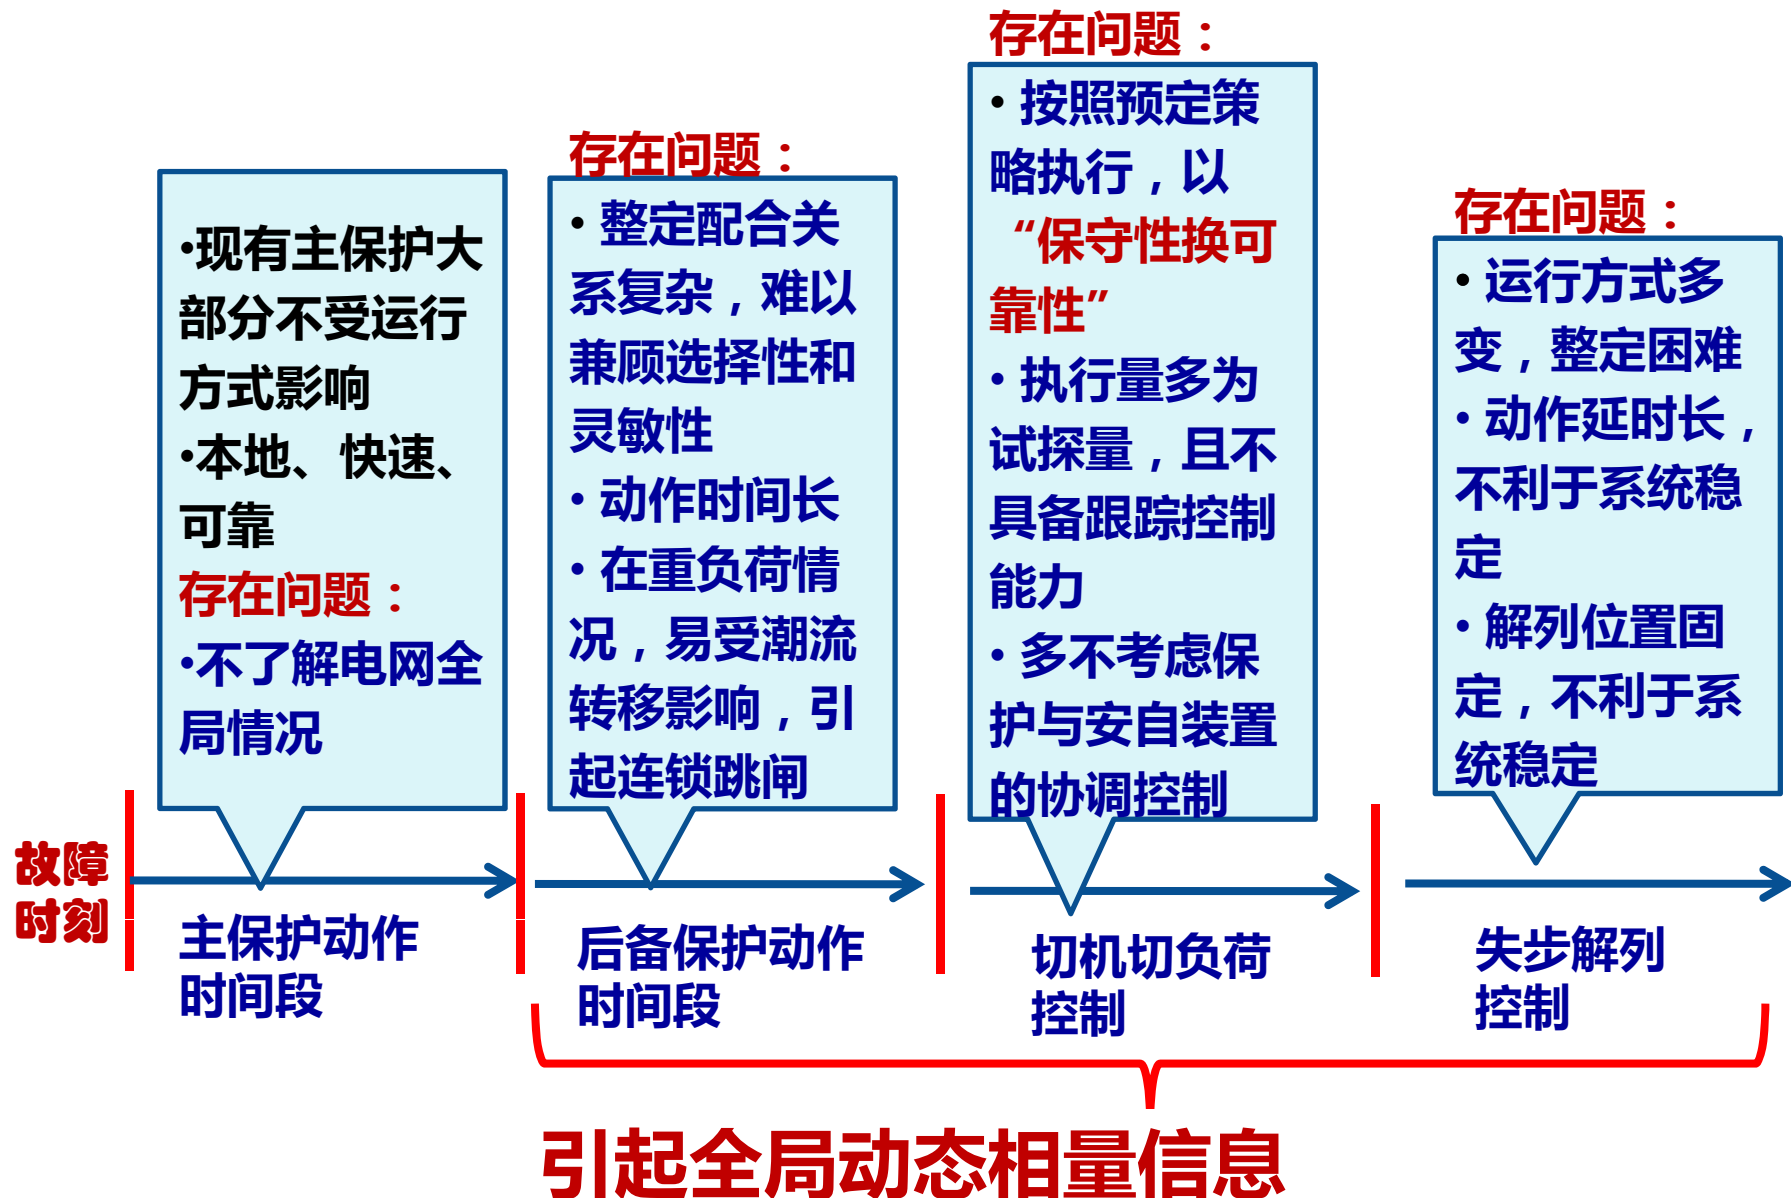 •现有主保护大
部分不受运行
方式影响
•本地、快速、
可靠
存在问题：
•不了解电网全
局情况
存在问题：
• 整定配合关
系复杂，难以
兼顾选择性和
灵敏性
• 动作时间长
• 在重负荷情
况，易受潮流
转移影响，引
起连锁跳闸
存在问题：
• 按照预定策
略执行，以
“保守性换可
靠性”
• 执行量多为
试探量，且不
具备跟踪控制
能力
• 多不考虑保
护与安自装置
的协调控制
存在问题：
• 运行方式多
变，整定困难
• 动作延时长，
不利于系统稳
定
• 解列位置固
定，不利于系
统稳定
故障
时刻
主保护动作
时间段
后备保护动作
时间段
切机切负荷
控制
失步解列
控制
引起全局动态相量信息